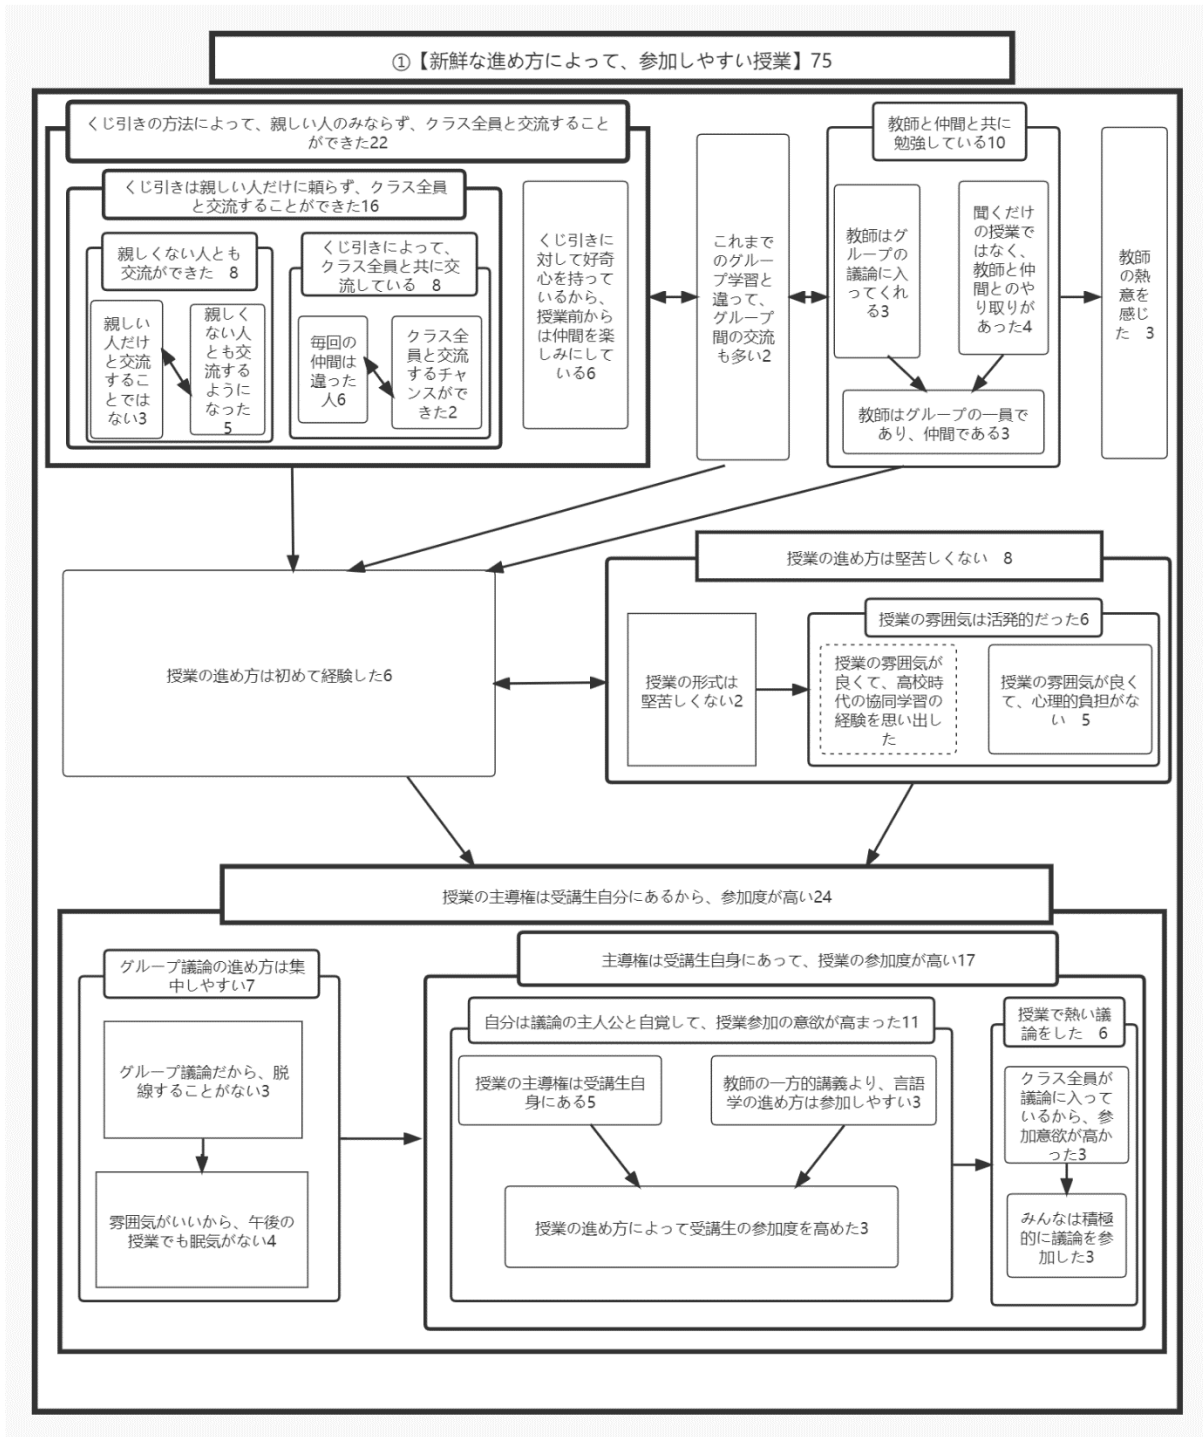 ①【新鮮な進め方によって、参加しやすい授業】75
くじ引きの方法によって、親しい人のみならず、クラス全員と交流すること
ができた22
くじ引きは親しい人だけに頼らず、クラス全員
と交流することができた16
親しくない人とも
交流ができた　8
親しい
人だけ
と交流
するこ
とでは
ない3
親しく
ない人
とも交
流する
ように
なった
5
くじ引きによって、
クラス全員と共に交
流している　8
毎回の
仲間は
違った
人6
クラス全
員と交流
するチャ
ンスがで
きた2
くじ引きに
対して好奇
心を持って
いるから、
授業前から
は仲間を楽
しみにして
いる6
これまで
のグルー
プ学習と
違って、
グループ
間の交流
も多い2
教師と仲間と共に
勉強している10
教師はグ
ループの
議論に入
ってくれ
る3
聞くだけ
の授業で
はなく、
教師と仲
間とのや
り取りが
あった4
教師はグループの一員で
あり、仲間である3
教師
の熱
意を
感じ
た　3
授業の進め方は初めて経験した6
授業の進め方は堅苦しくない　8
授業の形式は
堅苦しくない2
授業の雰囲気は活発的だった6
授業の雰囲気が
良くて、高校時
代の協同学習の
経験を思い出し
た
授業の雰囲気が良く
て、心理的負担がな
い　5
授業の主導権は受講生自分にあるから、参加度が高い24
グループ議論の進め方は集
中しやすい7
グループ議論だから、脱
線することがない3
雰囲気がいいから、午後の
授業でも眠気がない4
主導権は受講生自身にあって、授業の参加度が高い17
自分は議論の主人公と自覚して、授業参加の意欲が高まった11
授業の主導権は受講生自
身にある5
教師の一方的講義より、言語
学の進め方は参加しやすい3
授業の進め方によって受講生の参加度を高めた3
授業で熱い議
論をした　6
クラス全員が
議論に入って
いるから、参
加意欲が高か
った3
みんなは積極
的に議論を参
加した3